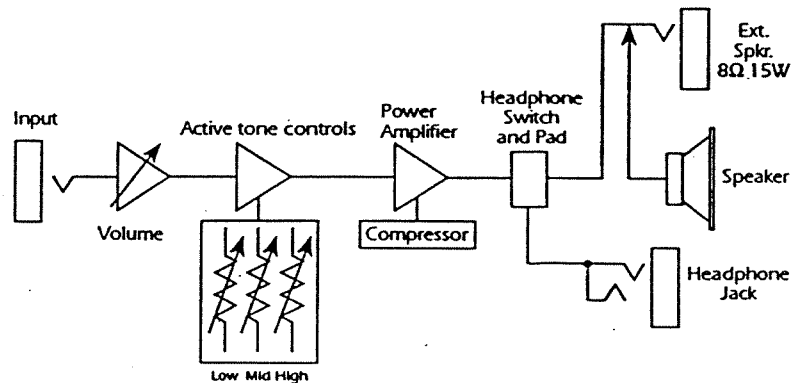 Input
Volume
Active tone controls
Low Mid High
Power
Amplifier
Compressor
Headphone
Switch
and Pad
Ext.
Spkr.
8Ω 15W
Speaker
Headphone
Jack